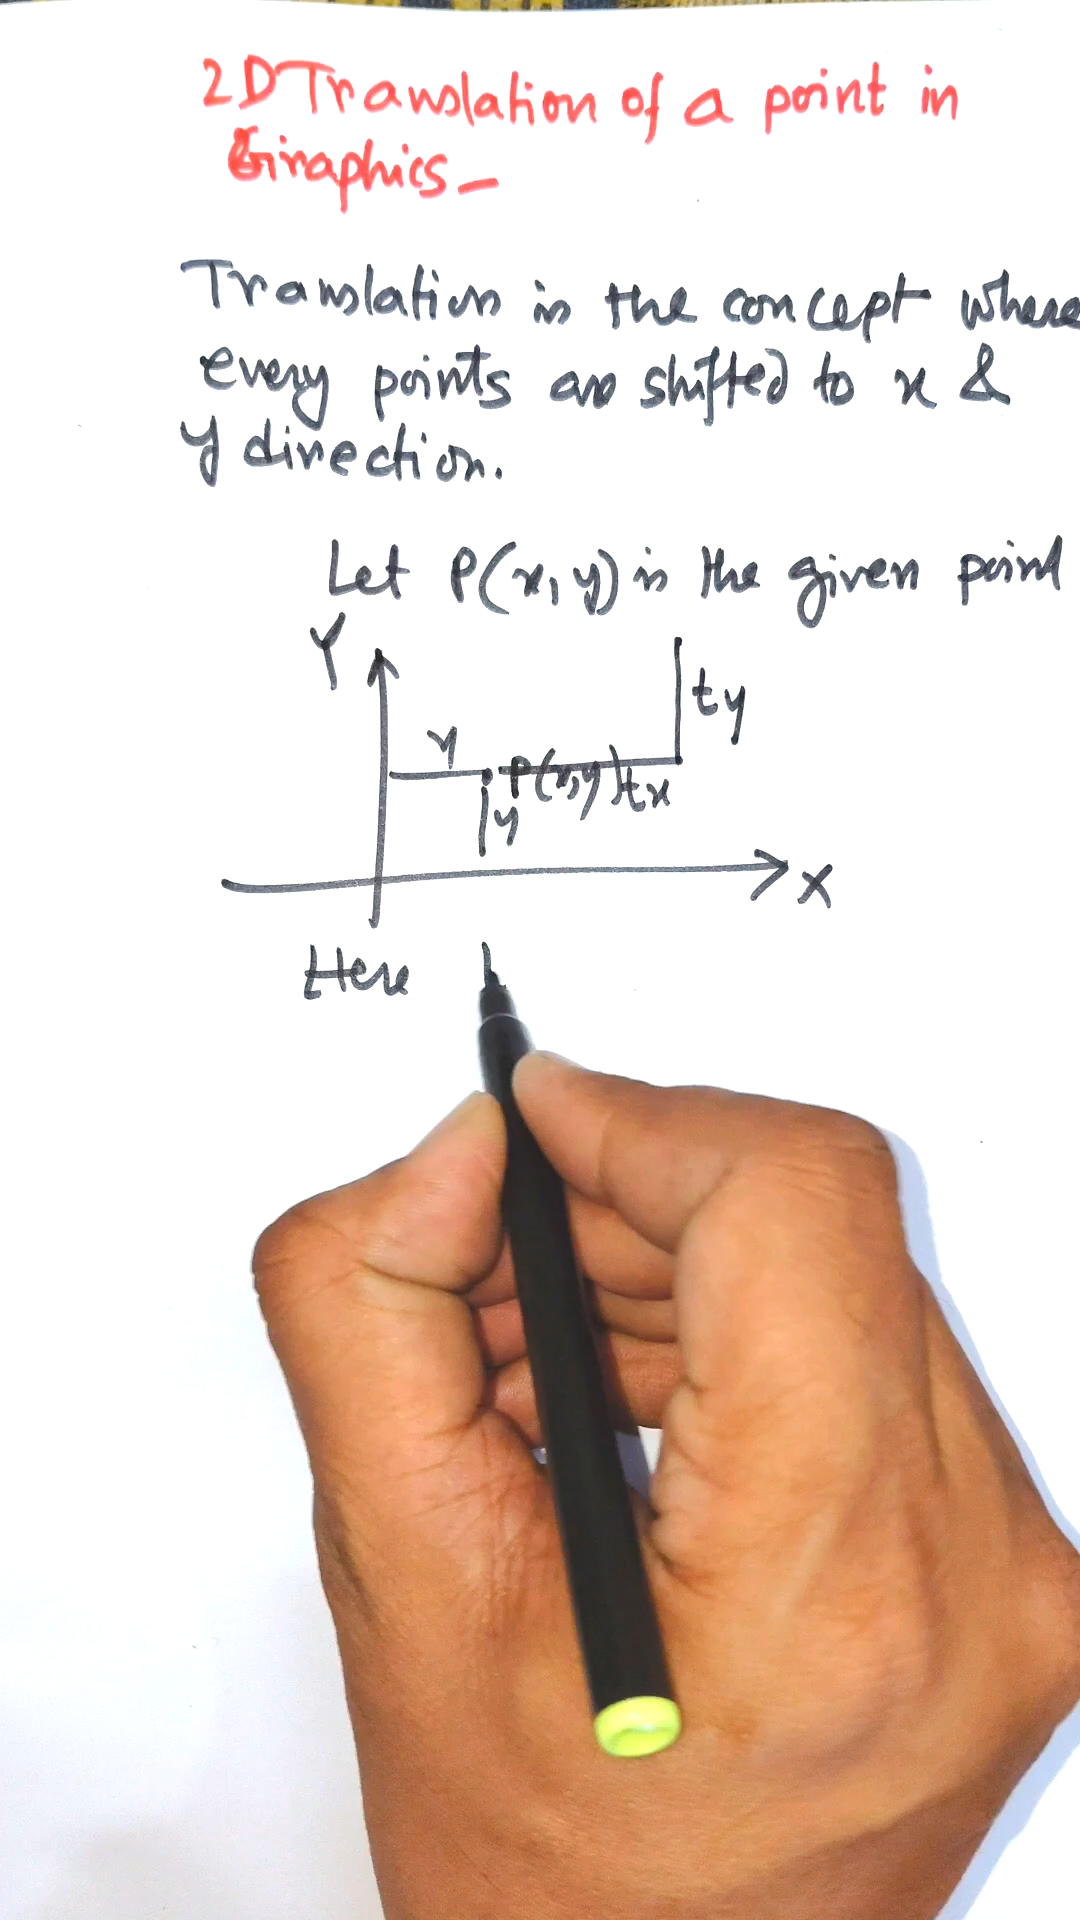 2D Translation of a point in
Graphics -
Translation is the concept where
every points are shifted to x &
y direction.
Let P(x, y) is the given point
Y
ty
x
P(x,y) tx
y
X
Here